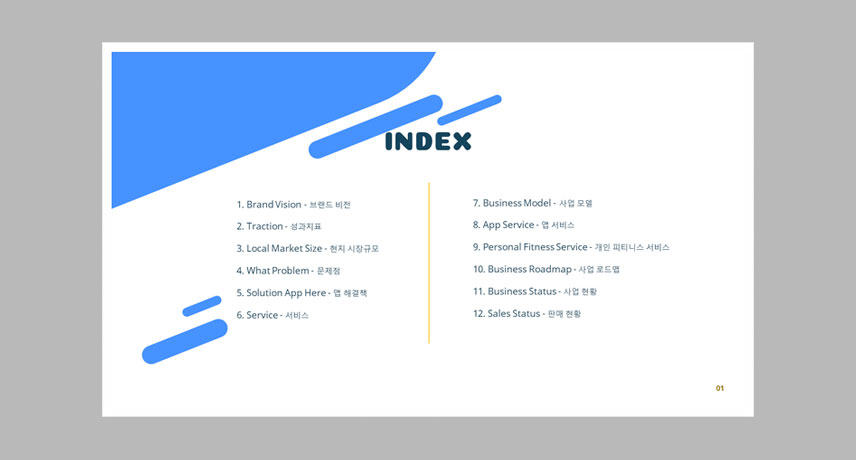 INDEX
1. Brand Vision - 브랜드 비전
2. Traction - 성과지표
3. Local Market Size - 현지 시장규모
4. What Problem - 문제점
5. Solution App Here - 앱 해결책
6. Service - 서비스
7. Business Model - 사업 모델
8. App Service - 앱 서비스
9. Personal Fitness Service - 개인 피티니스 서비스
10. Business Roadmap - 사업 로드맵
11. Business Status - 사업 현황
12. Sales Status - 판매 현황
01